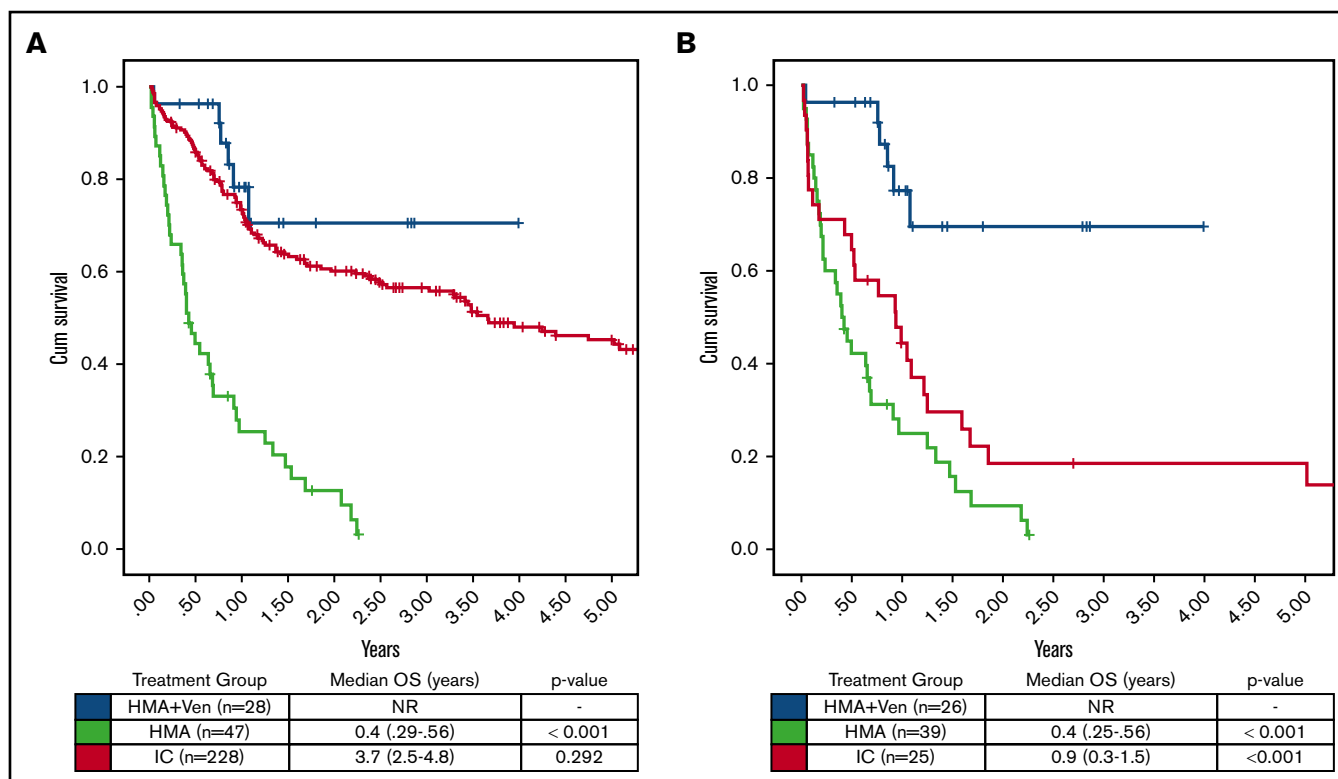 A
1.0
0.8
0.6
0.4
0.2
0.0
Cum survival
.00 .50 1.00 1.50 2.00 2.50 3.00 3.50 4.00 4.50 5.00
Years
Treatment Group Median OS (years) p-value
HMA+Ven (n=28) NR -
HMA (n=47) 0.4 (.29-.56) < 0.001
IC (n=228) 3.7 (2.5-4.8) 0.292
B
1.0
0.8
0.6
0.4
0.2
0.0
Cum survival
.00 .50 1.00 1.50 2.00 2.50 3.00 3.50 4.00 4.50 5.00
Years
Treatment Group Median OS (years) p-value
HMA+Ven (n=26) NR -
HMA (n=39) 0.4 (.25-.56) < 0.001
IC (n=25) 0.9 (0.3-1.5) <0.001